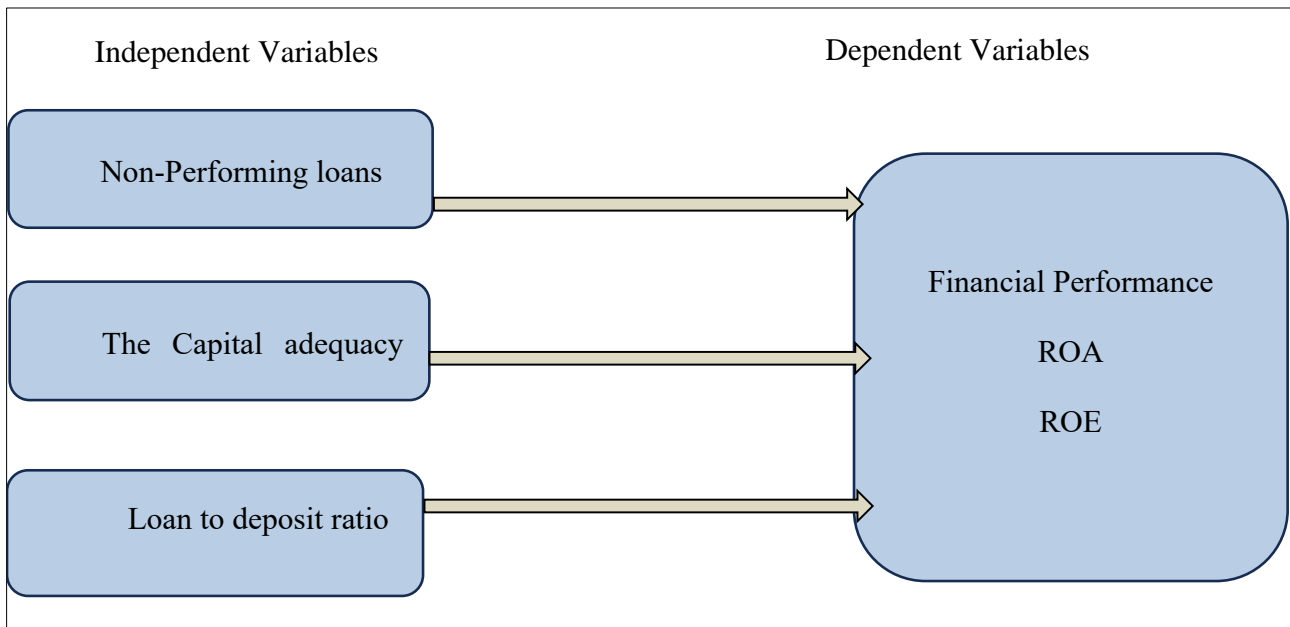 Independent Variables
Dependent Variables
Non-Performing loans
The Capital adequacy
Loan to deposit ratio
Financial Performance
ROA
ROE